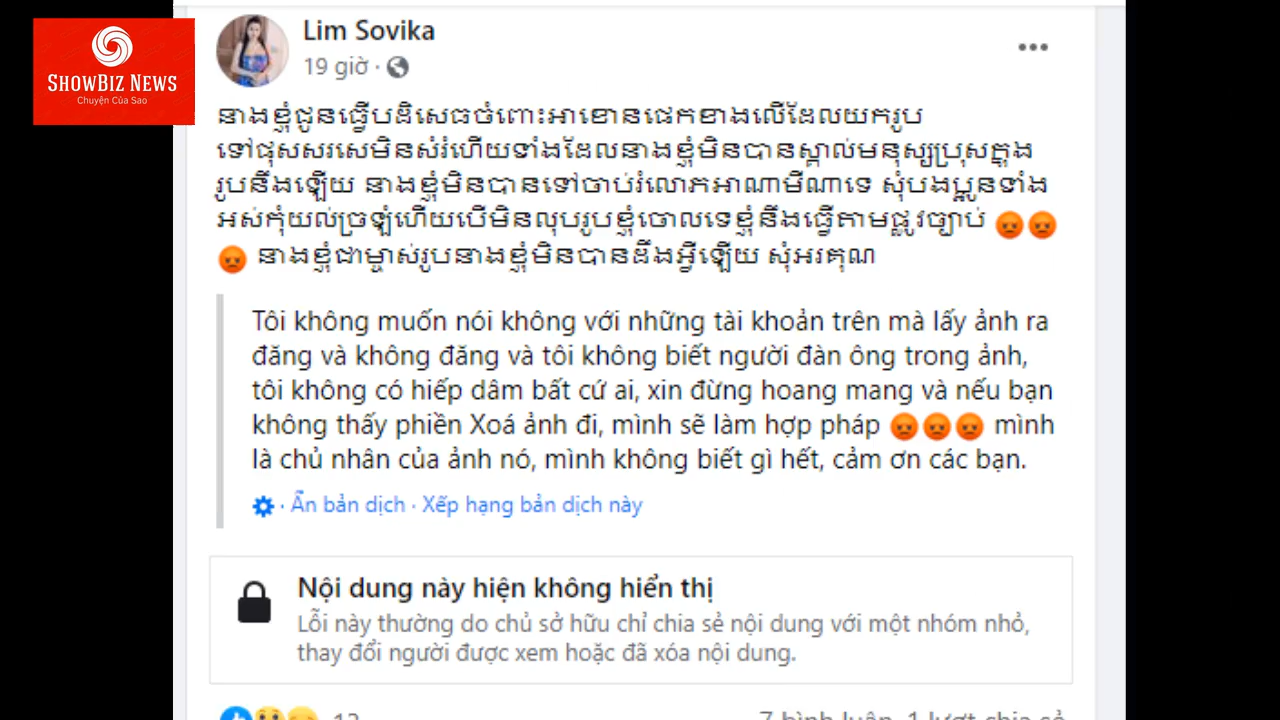 SHOWBIZ NEWS
Chuyện Của Sao
Lim Sovika
19 giờ ·
នាងខ្ញុំជូនធ្វើបដិសេធចំពោះអាខោនផេកខាងលើដែលយករូប
ទៅផុសសរសេមិនសំរំហើយទាំងដែលនាងខ្ញុំមិនបានស្គាល់មនុស្សប្រុសក្នុង
រូបនឹងឡើយ នាងខ្ញុំមិនបានទៅចាប់រំលោភអាណាមីណាទេ សុំបងប្អូនទាំង
អស់កុំយល់ច្រឡំហើយបើមិនលុបរូបខ្ញុំចោលទេខ្ញុំនឹងធ្វើតាមផ្លូវច្បាប់ 😡😡
😡 នាងខ្ញុំជាម្ចាស់រូបនាងខ្ញុំមិនបានដឹងអ្វីឡើយ សុំអរគុណ
Tôi không muốn nói không với những tài khoản trên mà lấy ảnh ra
đăng và không đăng và tôi không biết người đàn ông trong ảnh,
tôi không có hiếp dâm bất cứ ai, xin đừng hoang mang và nếu bạn
không thấy phiền Xoá ảnh đi, mình sẽ làm hợp pháp 😡😡😡 mình
là chủ nhân của ảnh nó, mình không biết gì hết, cảm ơn các bạn.
· Ẩn bản dịch · Xếp hạng bản dịch này
Nội dung này hiện không hiển thị
Lỗi này thường do chủ sở hữu chỉ chia sẻ nội dung với một nhóm nhỏ,
thay đổi người được xem hoặc đã xóa nội dung.
12 7 bình luận 1 lượt chia sẻ